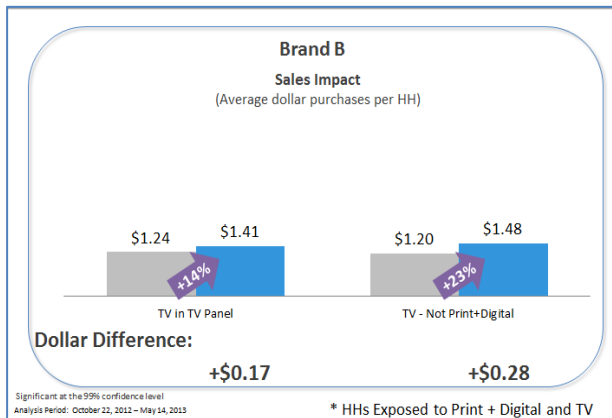 Brand B
Sales Impact
(Average dollar purchases per HH)
$1.24 $1.41 $1.20 $1.48
+14% +23%
TV in TV Panel TV - Not Print+Digital
Dollar Difference:
+$0.17 +$0.28
Significant at the 99% confidence level
Analysis Period: October 22, 2012 – May 14, 2013 * HHs Exposed to Print + Digital and TV